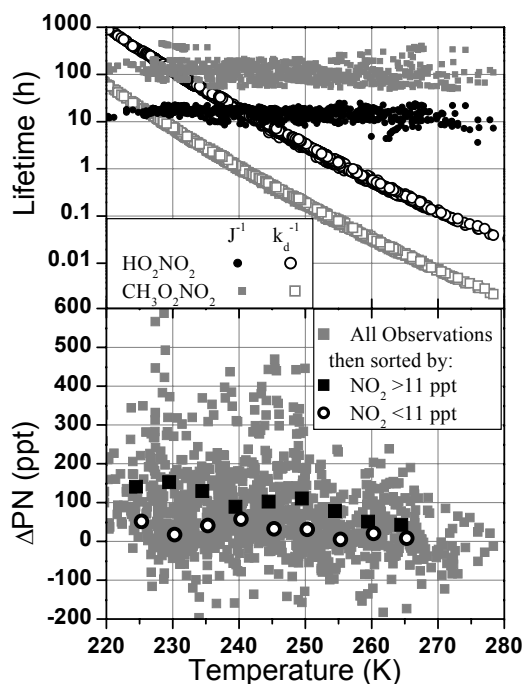 1000
100
10
1
0.1
0.01
Lifetime (h)
J⁻¹ k_d⁻¹
HO₂NO₂
CH₃O₂NO₂
600
500
400
300
200
100
0
-100
-200
ΔPN (ppt)
All Observations
then sorted by:
NO₂ >11 ppt
NO₂ <11 ppt
220 230 240 250 260 270 280
Temperature (K)